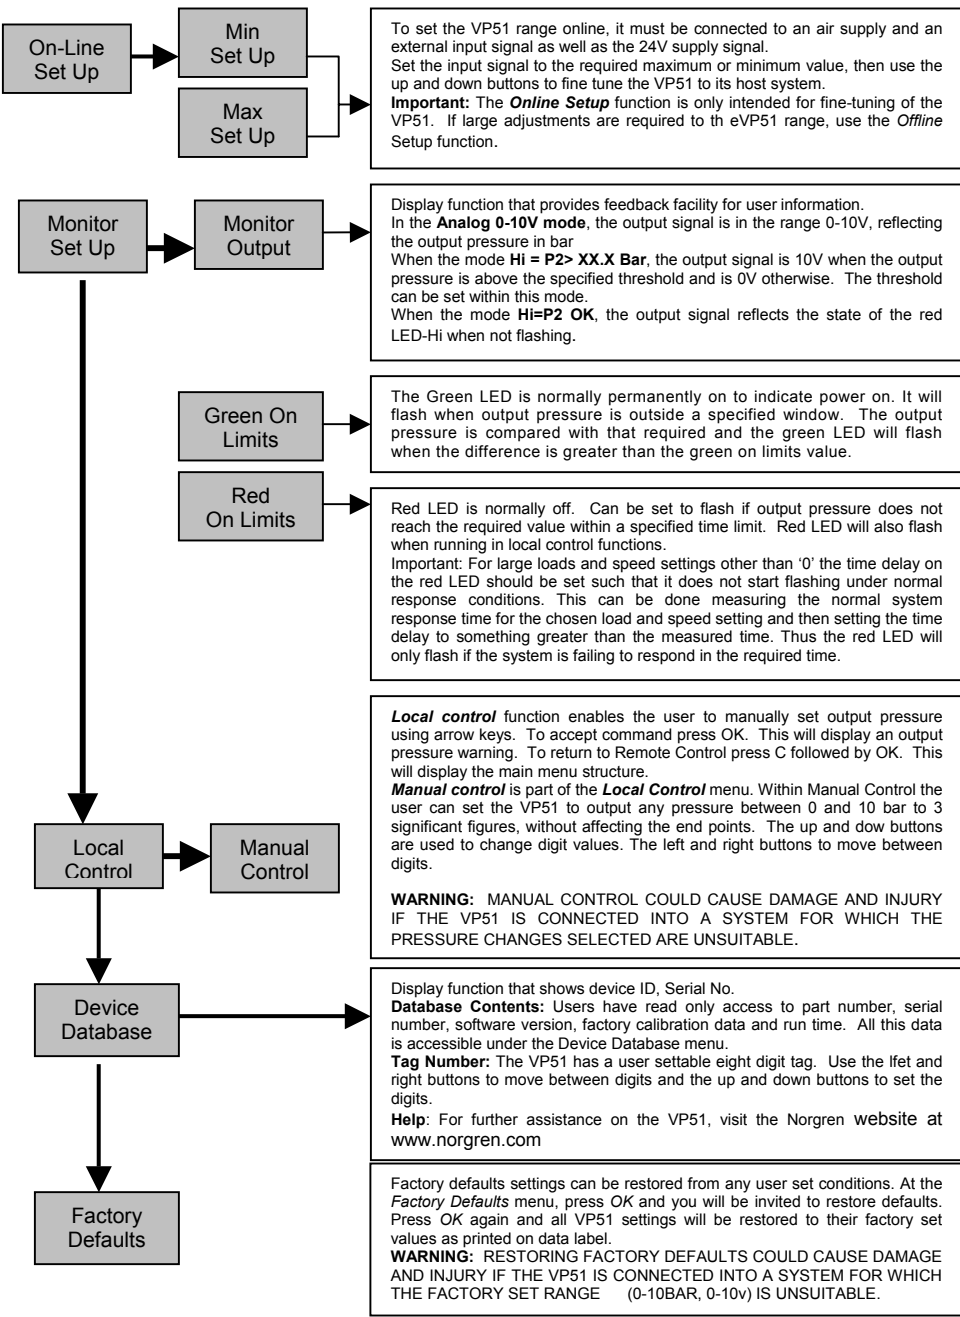 On-Line
Set Up
Min
Set Up
Max
Set Up
To set the VP51 range online, it must be connected to an air supply and an
external input signal as well as the 24V supply signal.
Set the input signal to the required maximum or minimum value, then use the
up and down buttons to fine tune the VP51 to its host system.
Important: The Online Setup function is only intended for fine-tuning of the
VP51. If large adjustments are required to th eVP51 range, use the Offline
Setup function.
Monitor
Set Up
Monitor
Output
Display function that provides feedback facility for user information.
In the Analog 0-10V mode, the output signal is in the range 0-10V, reflecting
the output pressure in bar
When the mode Hi = P2> XX.X Bar, the output signal is 10V when the output
pressure is above the specified threshold and is 0V otherwise. The threshold
can be set within this mode.
When the mode Hi=P2 OK, the output signal reflects the state of the red
LED-Hi when not flashing.
Green On
Limits
The Green LED is normally permanently on to indicate power on. It will
flash when output pressure is outside a specified window. The output
pressure is compared with that required and the green LED will flash
when the difference is greater than the green on limits value.
Red
On Limits
Red LED is normally off. Can be set to flash if output pressure does not
reach the required value within a specified time limit. Red LED will also flash
when running in local control functions.
Important: For large loads and speed settings other than ‘0’ the time delay on
the red LED should be set such that it does not start flashing under normal
response conditions. This can be done measuring the normal system
response time for the chosen load and speed setting and then setting the time
delay to something greater than the measured time. Thus the red LED will
only flash if the system is failing to respond in the required time.
Local
Control
Manual
Control
Local control function enables the user to manually set output pressure
using arrow keys. To accept command press OK. This will display an output
pressure warning. To return to Remote Control press C followed by OK. This
will display the main menu structure.
Manual control is part of the Local Control menu. Within Manual Control the
user can set the VP51 to output any pressure between 0 and 10 bar to 3
significant figures, without affecting the end points. The up and dow buttons
are used to change digit values. The left and right buttons to move between
digits.
WARNING: MANUAL CONTROL COULD CAUSE DAMAGE AND INJURY
IF THE VP51 IS CONNECTED INTO A SYSTEM FOR WHICH THE
PRESSURE CHANGES SELECTED ARE UNSUITABLE.
Device
Database
Display function that shows device ID, Serial No.
Database Contents: Users have read only access to part number, serial
number, software version, factory calibration data and run time. All this data
is accessible under the Device Database menu.
Tag Number: The VP51 has a user settable eight digit tag. Use the lfet and
right buttons to move between digits and the up and down buttons to set the
digits.
Help: For further assistance on the VP51, visit the Norgren website at
www.norgren.com
Factory
Defaults
Factory defaults settings can be restored from any user set conditions. At the
Factory Defaults menu, press OK and you will be invited to restore defaults.
Press OK again and all VP51 settings will be restored to their factory set
values as printed on data label.
WARNING: RESTORING FACTORY DEFAULTS COULD CAUSE DAMAGE
AND INJURY IF THE VP51 IS CONNECTED INTO A SYSTEM FOR WHICH
THE FACTORY SET RANGE (0-10BAR, 0-10v) IS UNSUITABLE.